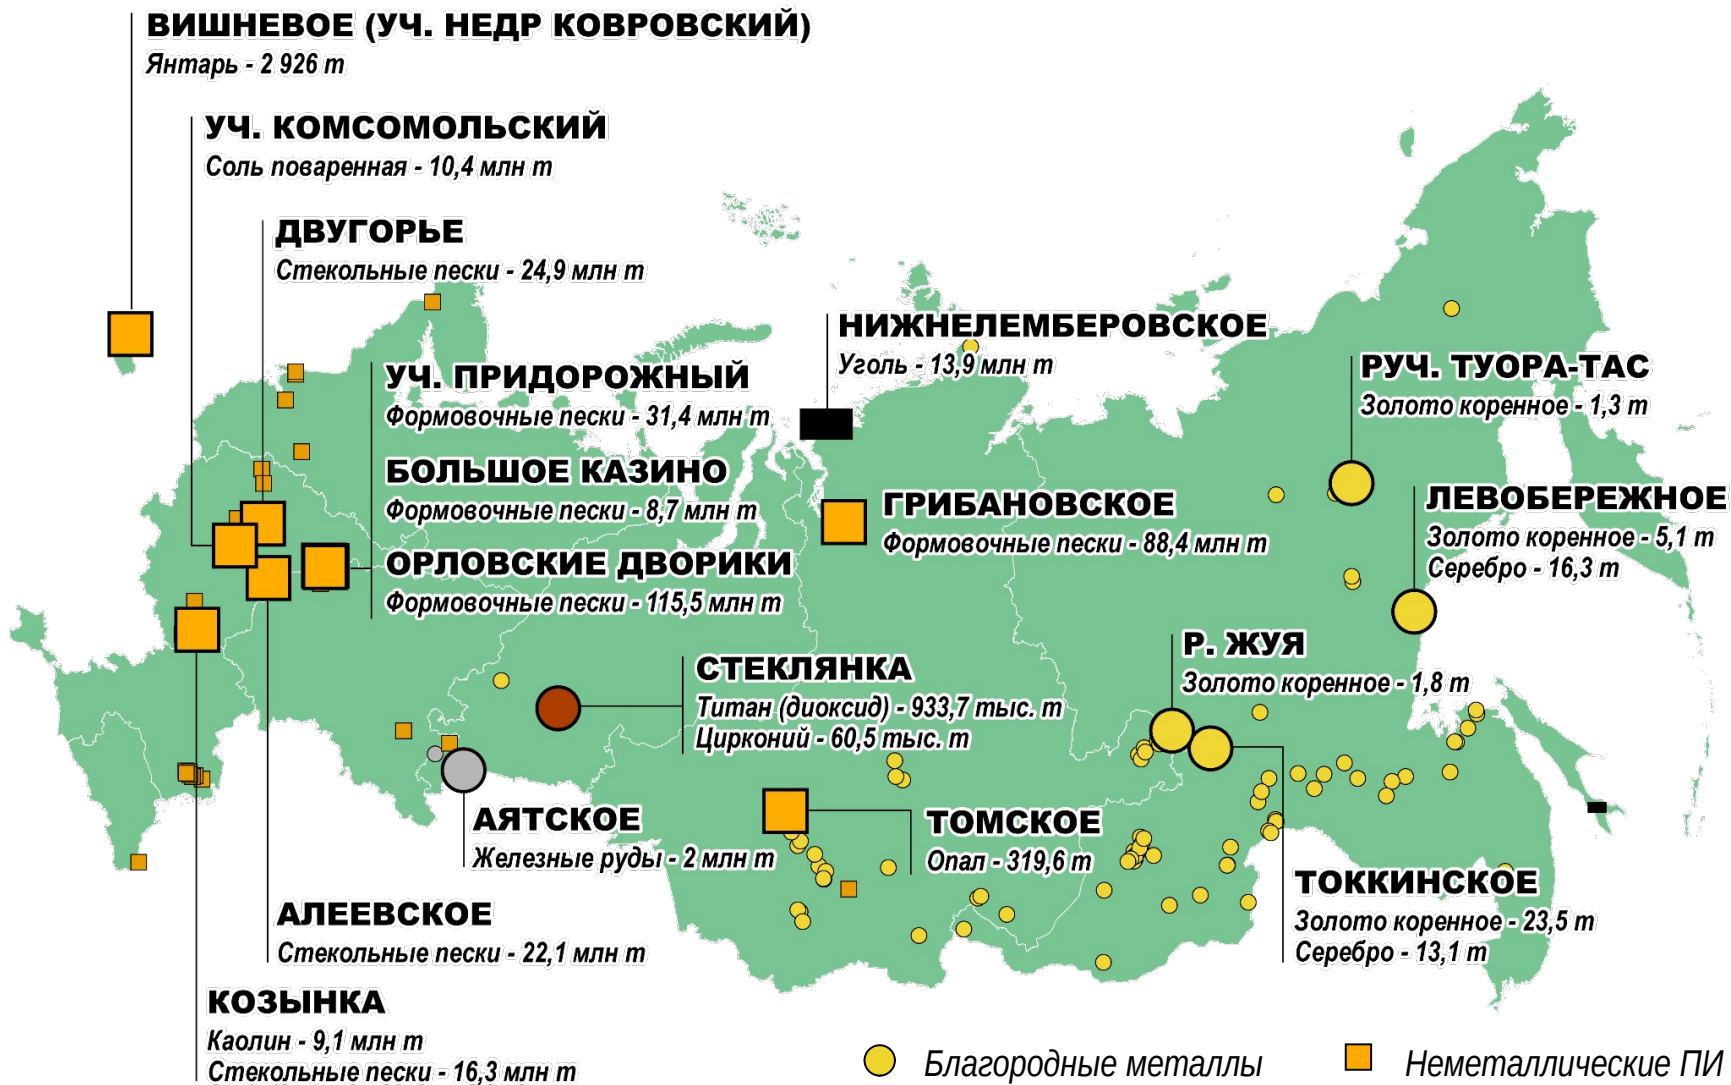 ВИШНЕВОЕ (УЧ. НЕДР КОВРОВСКИЙ)
Янтарь - 2 926 т
УЧ. КОМСОМОЛЬСКИЙ
Соль поваренная - 10,4 млн т
ДВУГОРЬЕ
Стекольные пески - 24,9 млн т
НИЖНЕЛЕМБЕРОВСКОЕ
Уголь - 13,9 млн т
УЧ. ПРИДОРОЖНЫЙ
Формовочные пески - 31,4 млн т
РУЧ. ТУОРА-ТАС
Золото коренное - 1,3 т
БОЛЬШОЕ КАЗИНО
Формовочные пески - 8,7 млн т
ГРИБАНОВСКОЕ
Формовочные пески - 88,4 млн т
ЛЕВОБЕРЕЖНОЕ
Золото коренное - 5,1 т
Серебро - 16,3 т
ОРЛОВСКИЕ ДВОРИКИ
Формовочные пески - 115,5 млн т
Р. ЖУЯ
Золото коренное - 1,8 т
СТЕКЛЯНКА
Титан (диоксид) - 933,7 тыс. т
Цирконий - 60,5 тыс. т
АЯТСКОЕ
Железные руды - 2 млн т
ТОМСКОЕ
Опал - 319,6 т
ТОККИНСКОЕ
Золото коренное - 23,5 т
Серебро - 13,1 т
АЛЕЕВСКОЕ
Стекольные пески - 22,1 млн т
КОЗЫНКА
Каолин - 9,1 млн т
Стекольные пески - 16,3 млн т
Благородные металлы
Неметаллические ПИ